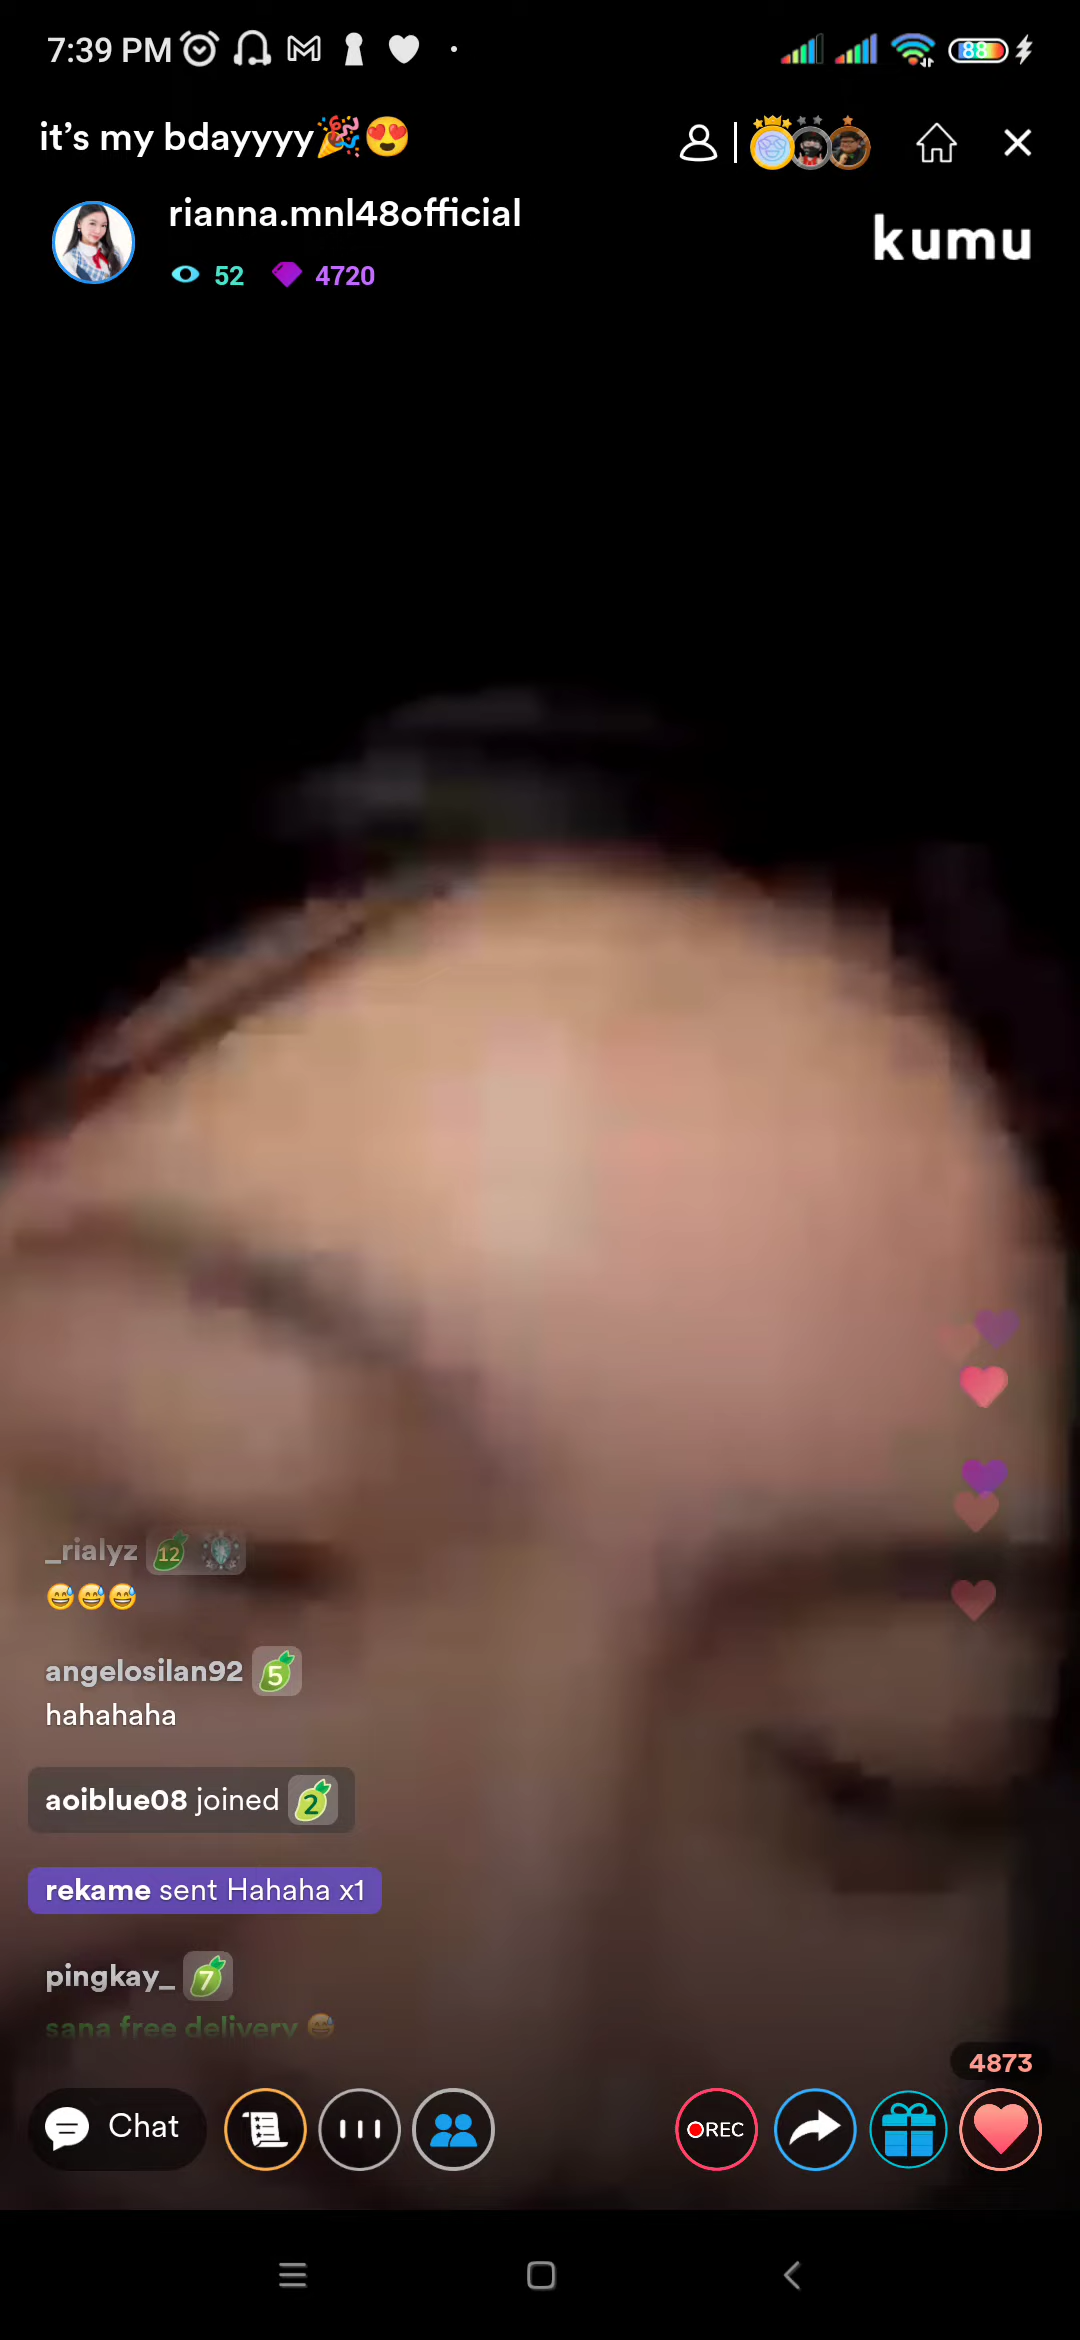 7:39 PM
88
it’s my bdayyyy🎉😍
rianna.mnl48official
52 4720
kumu
_rialyz 12
😅😅😅
angelosilan92 5
hahahaha
aoiblue08 joined 2
rekame sent Hahaha x1
pingkay_ 7
sana free delivery 😅
4873
Chat
REC